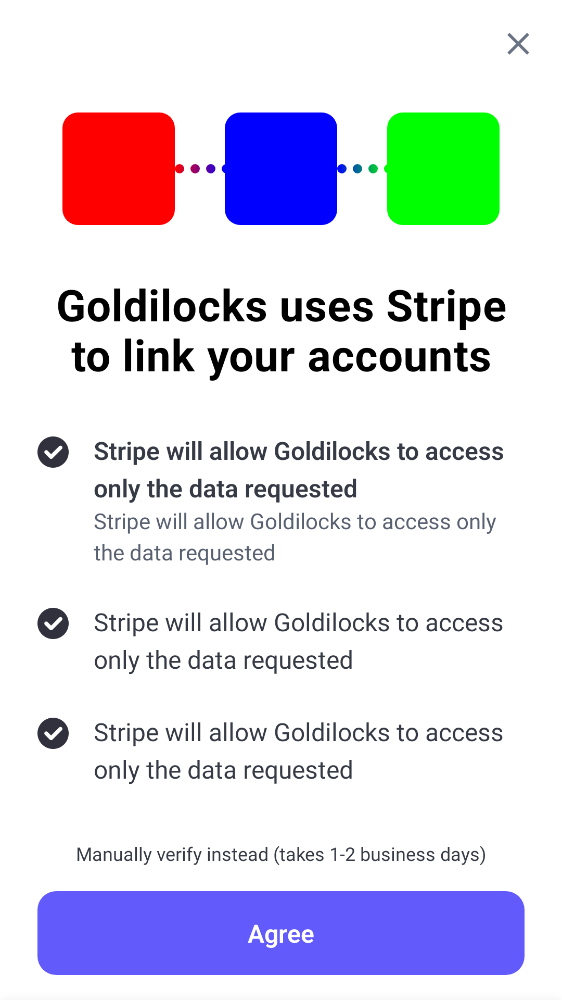 Goldilocks uses Stripe
to link your accounts
Stripe will allow Goldilocks to access
only the data requested
Stripe will allow Goldilocks to access only
the data requested
Stripe will allow Goldilocks to access
only the data requested
Stripe will allow Goldilocks to access
only the data requested
Manually verify instead (takes 1-2 business days)
Agree